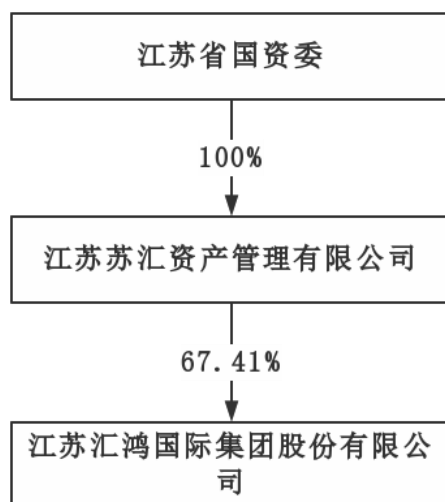 江苏省国资委
100%
江苏苏汇资产管理有限公司
67.41%
江苏汇鸿国际集团股份有限公
司